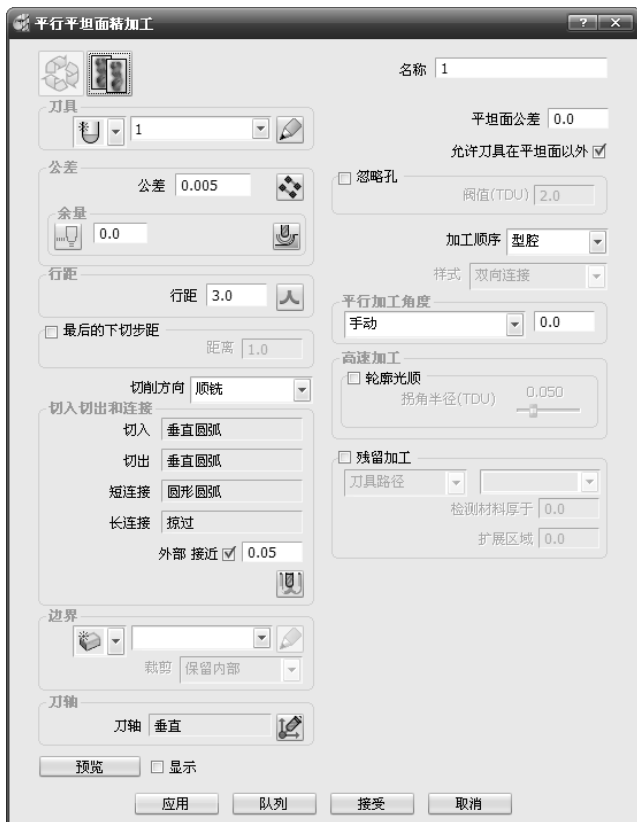 平行平坦面精加工
名称 1
刀具
1
平坦面公差 0.0
允许刀具在平坦面以外
公差
公差 0.005
忽略孔
阀值(TDU) 2.0
余量
0.0
加工顺序 型腔
样式 双向连接
行距
行距 3.0
平行加工角度
手动 0.0
最后的下切步距
距离 1.0
高速加工
轮廓光顺
拐角半径(TDU) 0.050
切削方向 顺铣
切入切出和连接
切入 垂直圆弧
切出 垂直圆弧
短连接 圆形圆弧
长连接 掠过
外部 接近 0.05
残留加工
刀具路径
检测材料厚于 0.0
扩展区域 0.0
边界
裁剪 保留内部
刀轴
刀轴 垂直
预览 显示
应用 队列 接受 取消